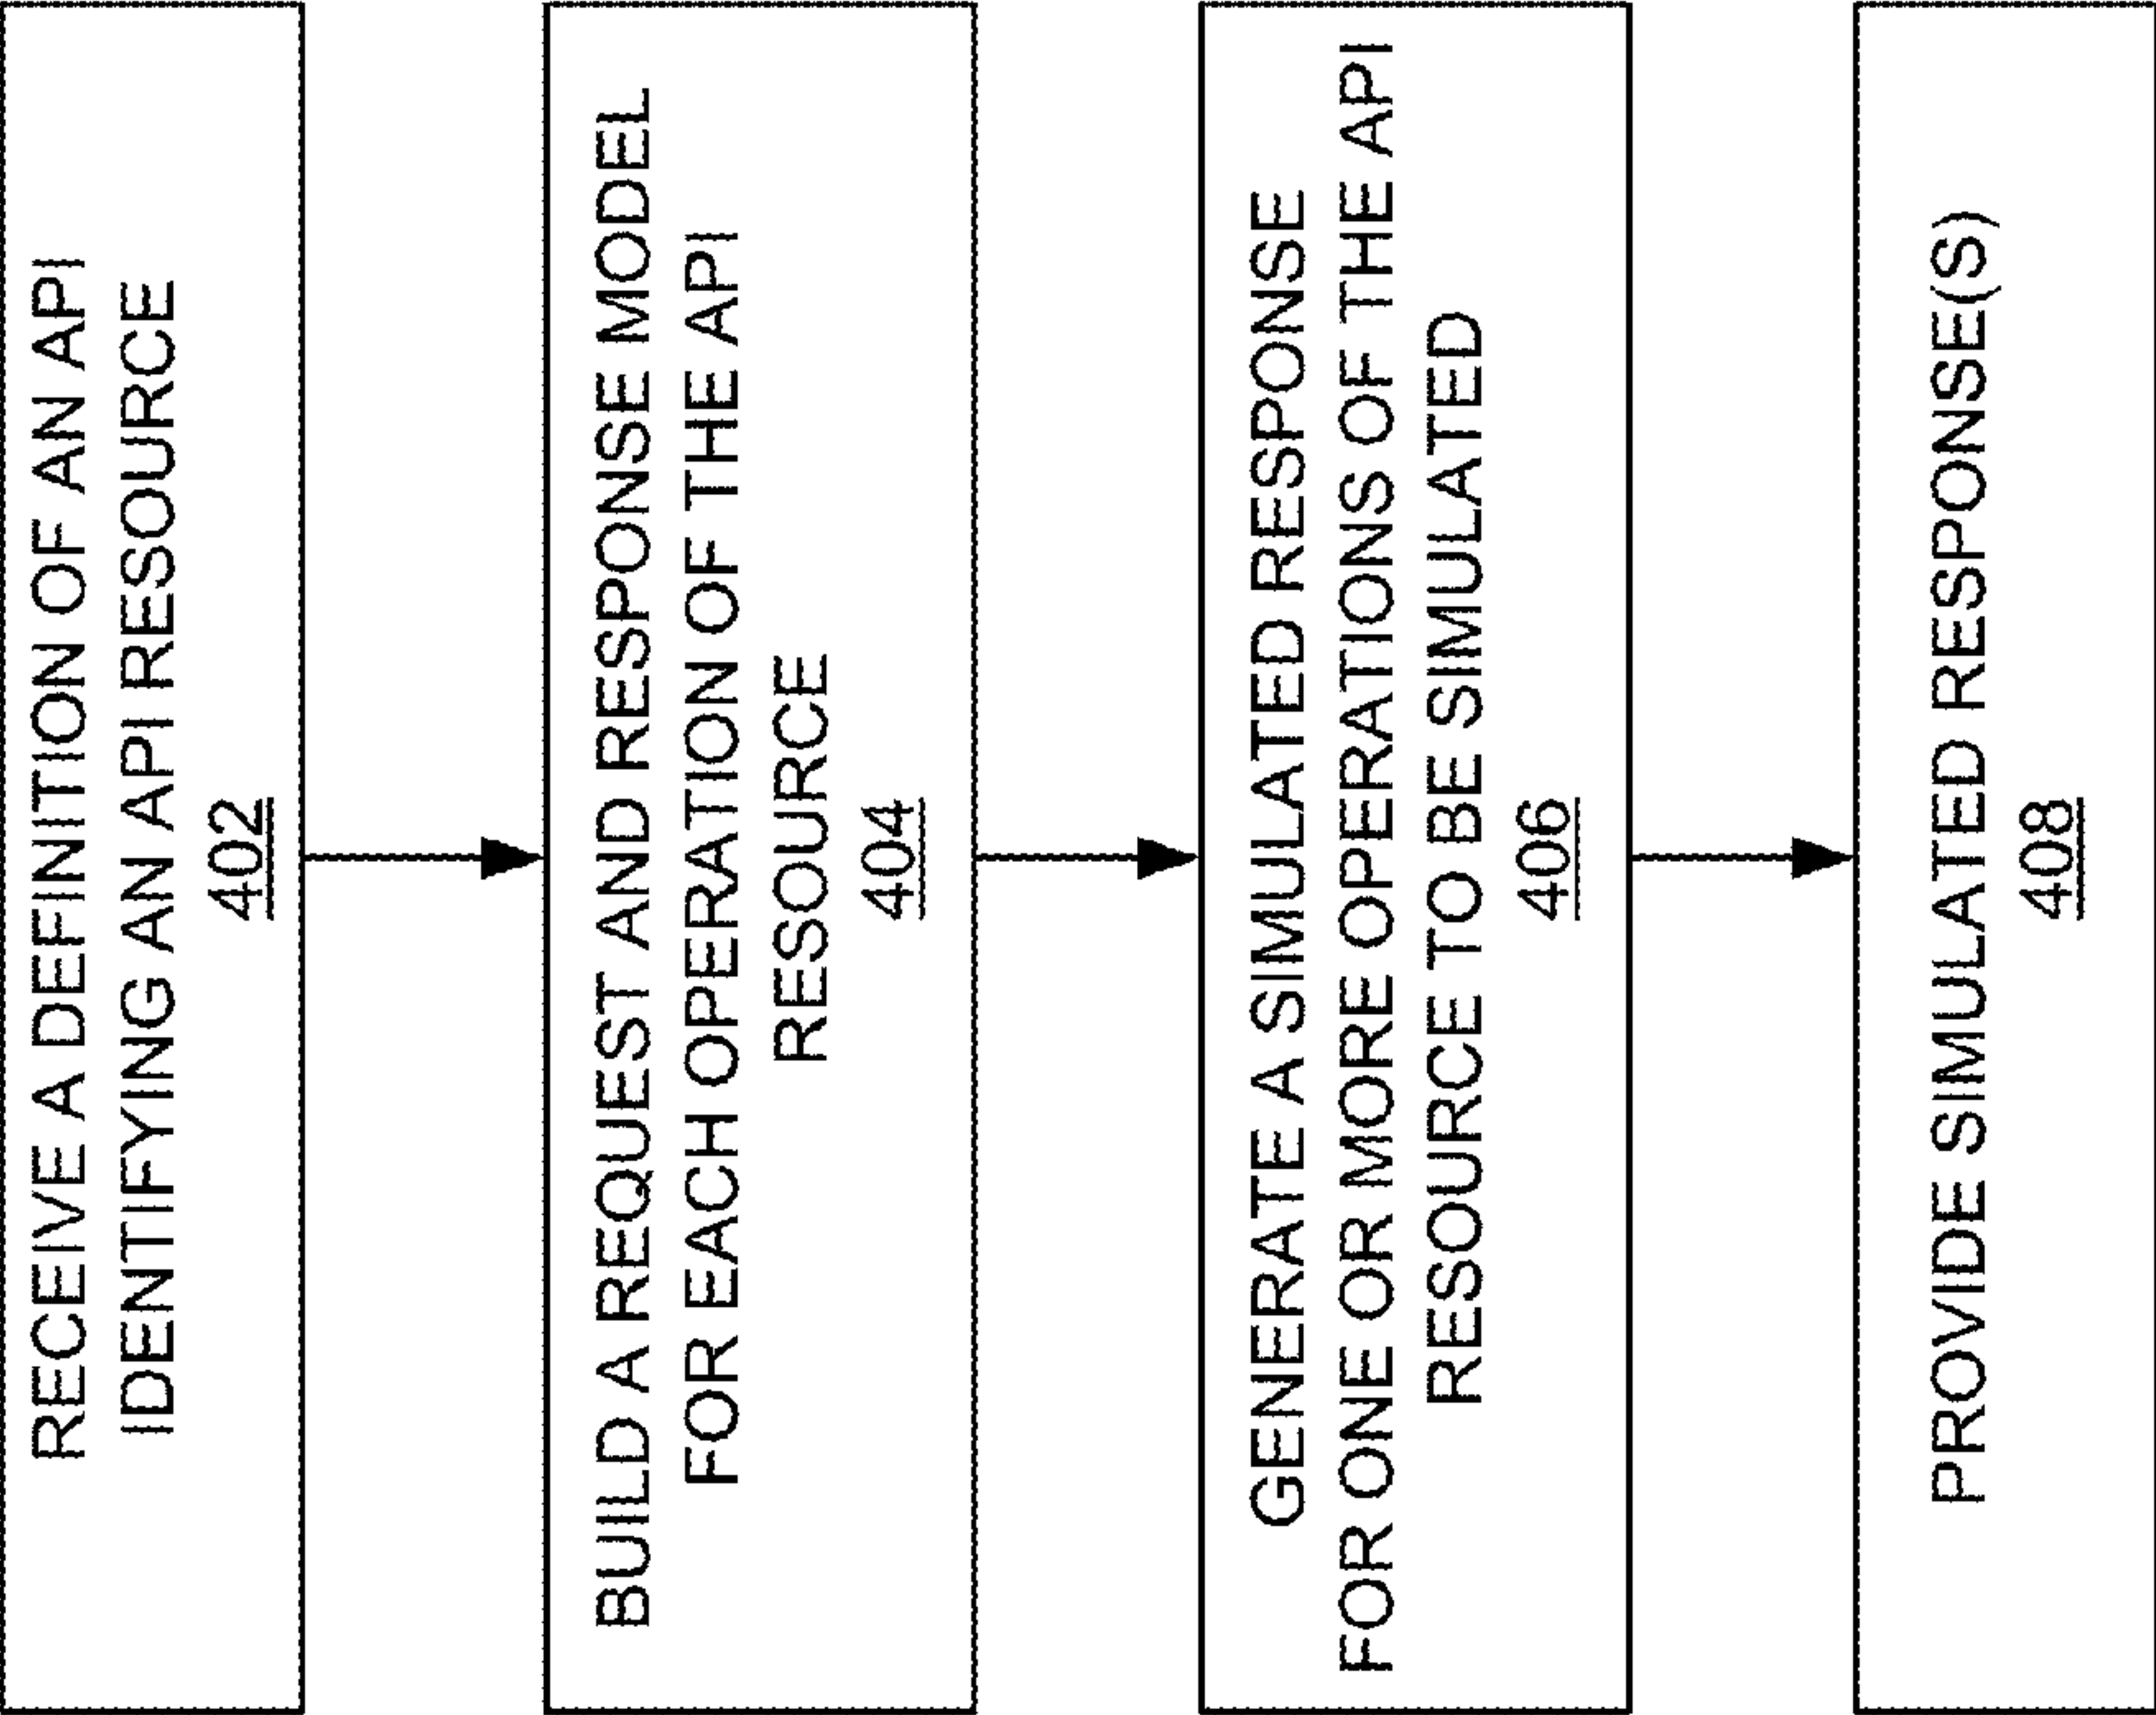 RECEIVE A DEFINITION OF AN API
IDENTIFYING AN API RESOURCE
402
BUILD A REQUEST AND RESPONSE MODEL
FOR EACH OPERATION OF THE API
RESOURCE
404
GENERATE A SIMULATED RESPONSE
FOR ONE OR MORE OPERATIONS OF THE API
RESOURCE TO BE SIMULATED
406
PROVIDE SIMULATED RESPONSE(S)
408